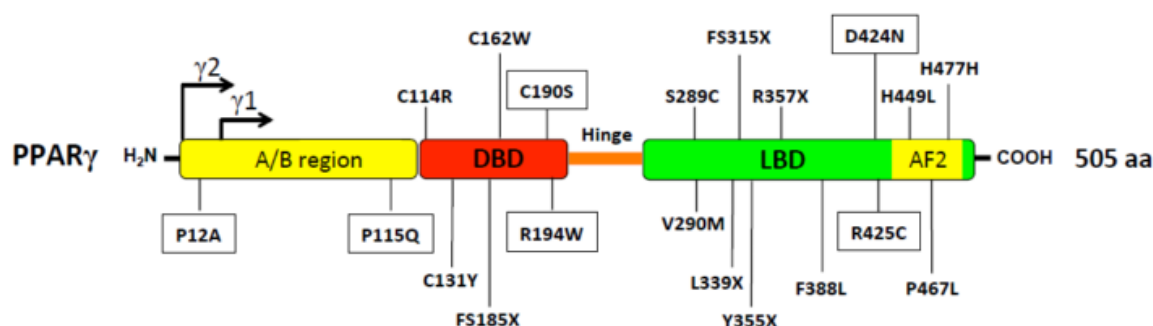 C162W
FS315X
D424N
H477H
γ2
γ1
C114R
C190S
S289C
R357X
H449L
Hinge
PPARγ
H₂N
A/B region
DBD
LBD
AF2
COOH
505 aa
P12A
P115Q
R194W
V290M
R425C
C131Y
L339X
F388L
P467L
FS185X
Y355X